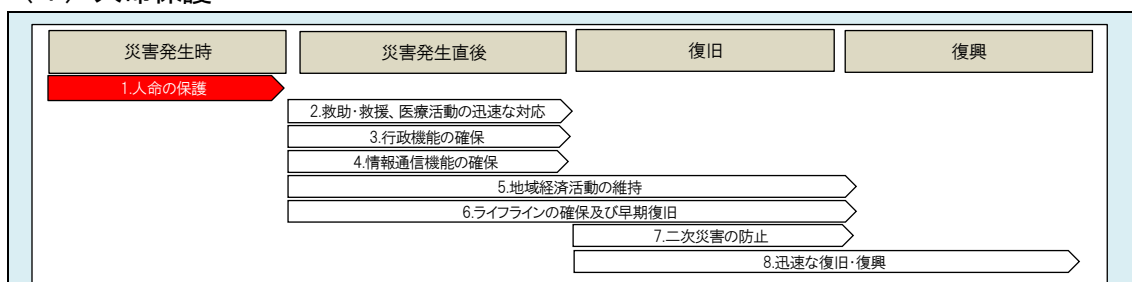 災害発生時 災害発生直後 復旧 復興
1.人命の保護
2.救助・救援、医療活動の迅速な対応
3.行政機能の確保
4.情報通信機能の確保
5.地域経済活動の維持
6.ライフラインの確保及び早期復旧
7.二次災害の防止
8.迅速な復旧・復興